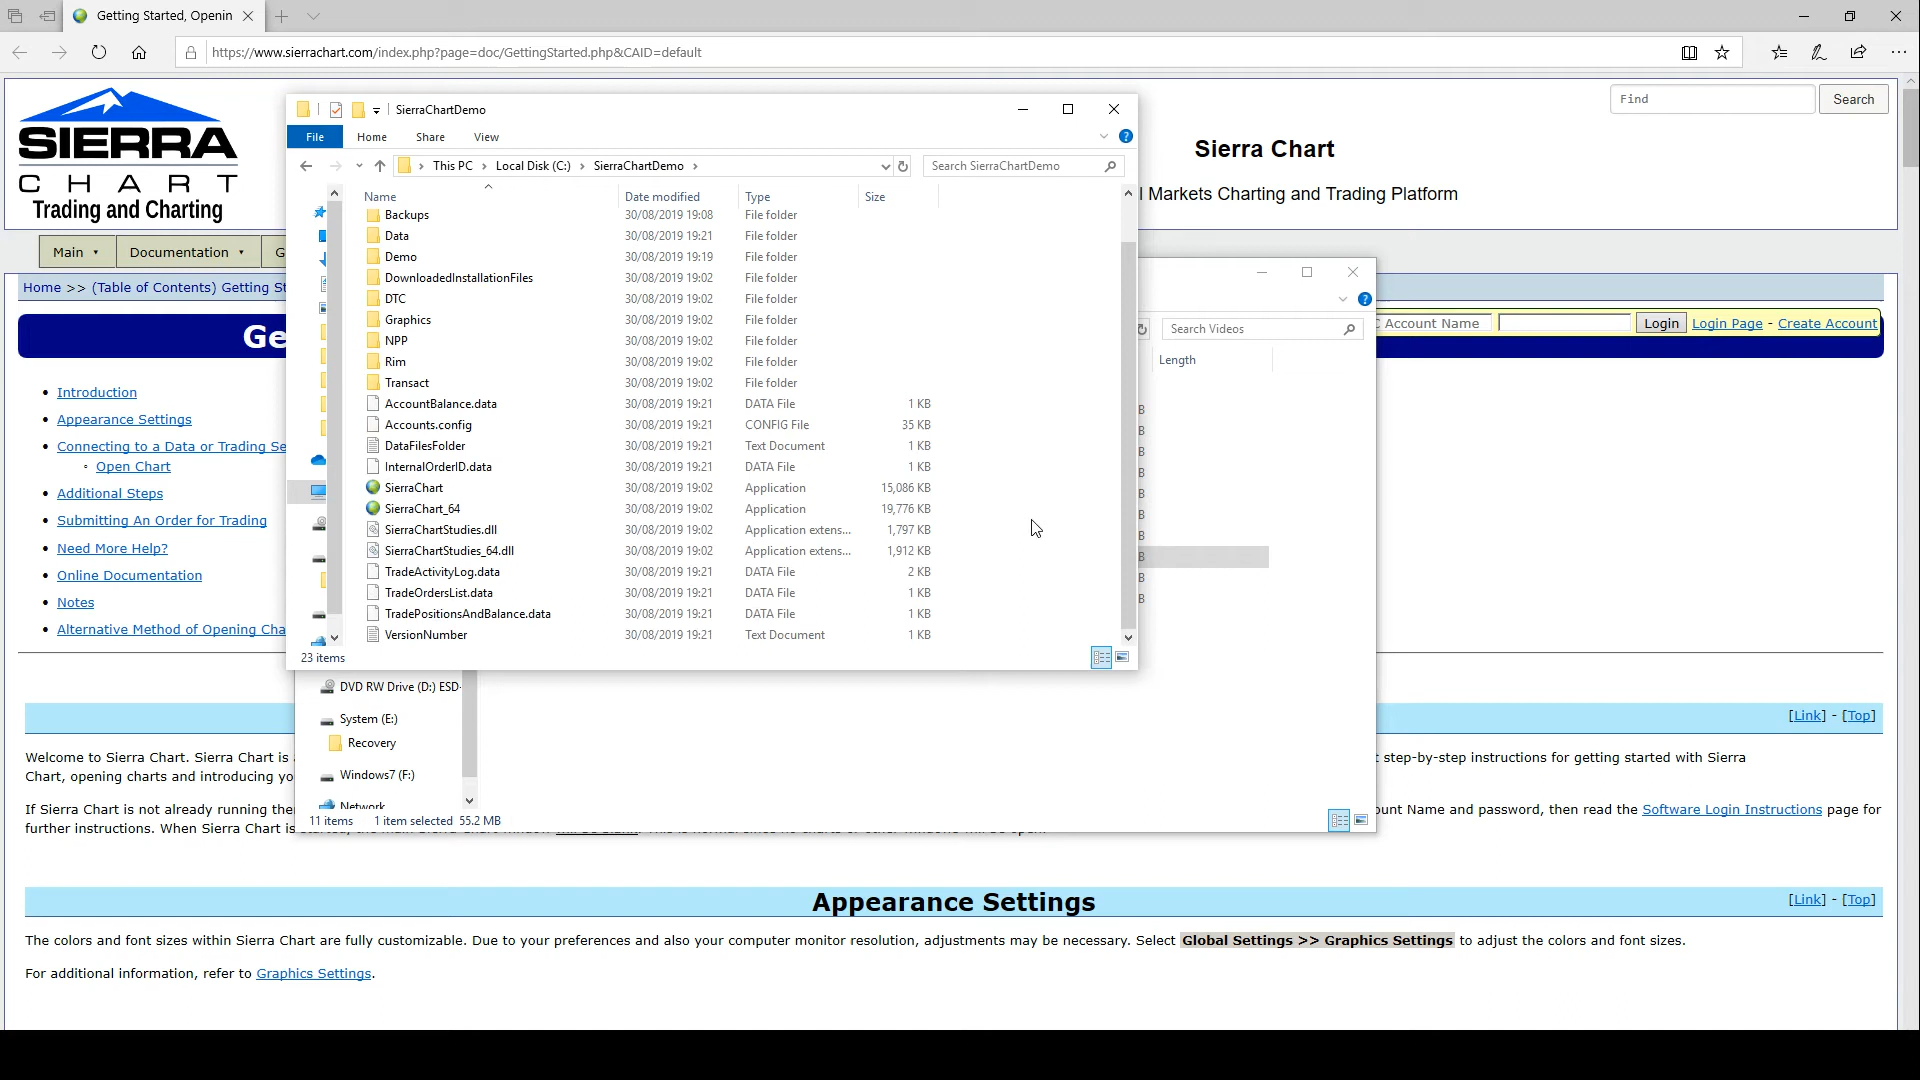 Getting Started, Openin
https://www.sierrachart.com/index.php?page=doc/GettingStarted.php&CAID=default
SIERRA
CHART
Trading and Charting
Find
Search
Sierra Chart
l Markets Charting and Trading Platform
Main
Documentation
G
Home >> (Table of Contents) Getting St
Account Name
Login
Login Page - Create Account
Ge
Introduction
Appearance Settings
Connecting to a Data or Trading Se
Open Chart
Additional Steps
Submitting An Order for Trading
Need More Help?
Online Documentation
Notes
Alternative Method of Opening Cha
SierraChartDemo
File
Home
Share
View
This PC > Local Disk (C:) > SierraChartDemo >
Search SierraChartDemo
Name Date modified Type Size
Backups 30/08/2019 19:08 File folder
Data 30/08/2019 19:21 File folder
Demo 30/08/2019 19:19 File folder
DownloadedInstallationFiles 30/08/2019 19:02 File folder
DTC 30/08/2019 19:02 File folder
Graphics 30/08/2019 19:02 File folder
NPP 30/08/2019 19:02 File folder
Rim 30/08/2019 19:02 File folder
Transact 30/08/2019 19:02 File folder
AccountBalance.data 30/08/2019 19:21 DATA File 1 KB
Accounts.config 30/08/2019 19:21 CONFIG File 35 KB
DataFilesFolder 30/08/2019 19:21 Text Document 1 KB
InternalOrderID.data 30/08/2019 19:21 DATA File 1 KB
SierraChart 30/08/2019 19:02 Application 15,086 KB
SierraChart_64 30/08/2019 19:02 Application 19,776 KB
SierraChartStudies.dll 30/08/2019 19:02 Application extens... 1,797 KB
SierraChartStudies_64.dll 30/08/2019 19:02 Application extens... 1,912 KB
TradeActivityLog.data 30/08/2019 19:21 DATA File 2 KB
TradeOrdersList.data 30/08/2019 19:21 DATA File 1 KB
TradePositionsAndBalance.data 30/08/2019 19:21 DATA File 1 KB
VersionNumber 30/08/2019 19:21 Text Document 1 KB
23 items
Search Videos
Length
DVD RW Drive (D:) ESD-
System (E:)
Recovery
Windows7 (F:)
Network
11 items 1 item selected 55.2 MB
[Link] - [Top]
Welcome to Sierra Chart. Sierra Chart is
t step-by-step instructions for getting started with Sierra
Chart, opening charts and introducing yo
If Sierra Chart is not already running the
ount Name and password, then read the Software Login Instructions page for
further instructions. When Sierra Chart is
Appearance Settings
[Link] - [Top]
The colors and font sizes within Sierra Chart are fully customizable. Due to your preferences and also your computer monitor resolution, adjustments may be necessary. Select Global Settings >> Graphics Settings to adjust the colors and font sizes.
For additional information, refer to Graphics Settings.